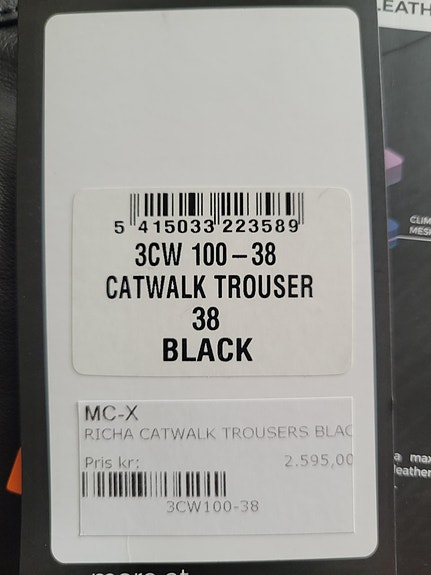 LEATH
5 415033 223589
3CW 100-38
CATWALK TROUSER
38
BLACK
CLIM
MESH
MC-X
RICHA CATWALK TROUSERS BLAC
Pris kr: 2.595,00
3CW100-38
a max
leather
more at